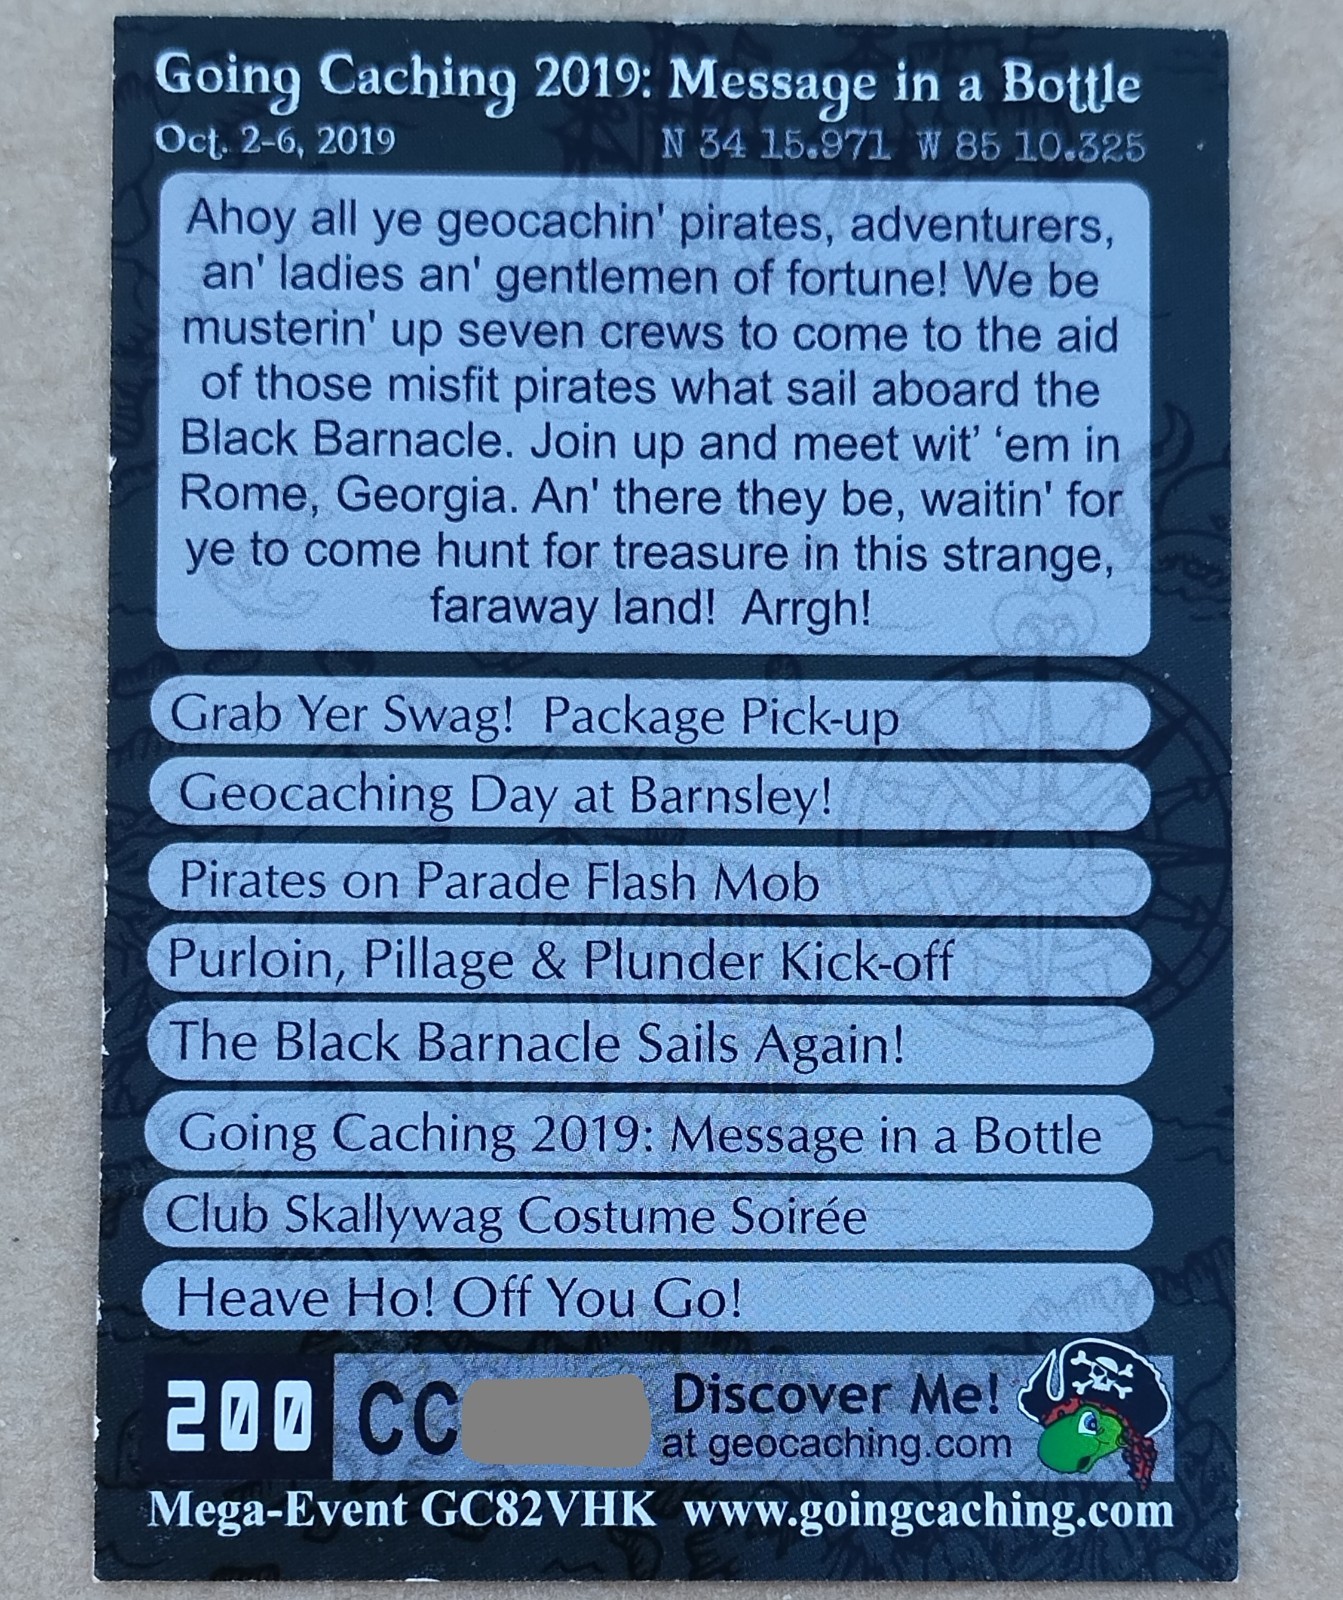 Going Caching 2019: Message in a Bottle
Oct. 2-6, 2019 N 34 15.971 W 85 10.325
Ahoy all ye geocachin' pirates, adventurers,
an' ladies an' gentlemen of fortune! We be
musterin' up seven crews to come to the aid
of those misfit pirates what sail aboard the
Black Barnacle. Join up and meet wit’ ‘em in
Rome, Georgia. An' there they be, waitin' for
ye to come hunt for treasure in this strange,
faraway land! Arrgh!
Grab Yer Swag! Package Pick-up
Geocaching Day at Barnsley!
Pirates on Parade Flash Mob
Purloin, Pillage & Plunder Kick-off
The Black Barnacle Sails Again!
Going Caching 2019: Message in a Bottle
Club Skallywag Costume Soirée
Heave Ho! Off You Go!
200 CC Discover Me!
at geocaching.com
Mega-Event GC82VHK www.goingcaching.com